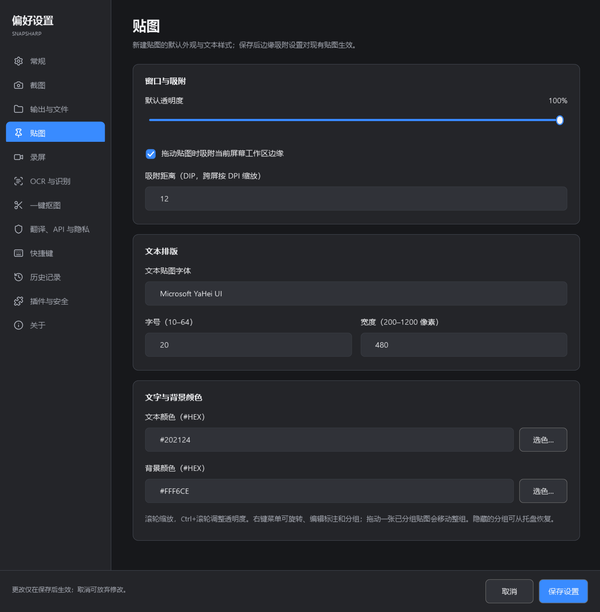 偏好设置
SNAPSHARP
常规
截图
输出与文件
贴图
录屏
OCR 与识别
一键抠图
翻译、API 与隐私
快捷键
历史记录
插件与安全
关于
贴图
新建贴图的默认外观与文本样式；保存后边缘吸附设置对现有贴图生效。
窗口与吸附
默认透明度 100%
拖动贴图时吸附当前屏幕工作区边缘
吸附距离（DIP，跨屏按 DPI 缩放）
12
文本排版
文本贴图字体
Microsoft YaHei UI
字号（10–64） 宽度（200–1200 像素）
20 480
文字与背景颜色
文本颜色（#HEX）
#202124 选色...
背景颜色（#HEX）
#FFF6CE 选色...
滚轮缩放，Ctrl+滚轮调整透明度。右键菜单可旋转、编辑标注和分组；拖动一张已分组贴图会移动整组。隐藏的分组可从托盘恢复。
更改仅在保存后生效；取消可放弃修改。 取消 保存设置